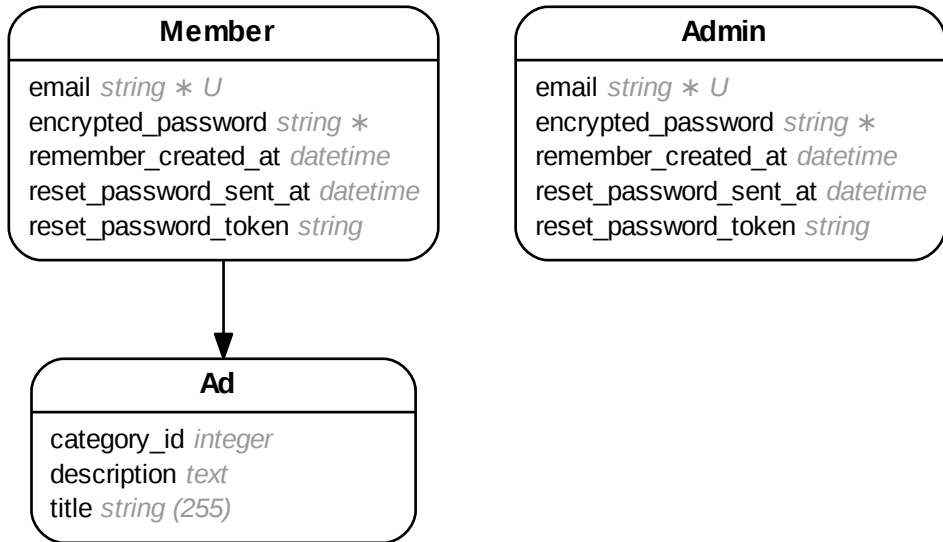 Member
email string ∗ U
encrypted_password string ∗
remember_created_at datetime
reset_password_sent_at datetime
reset_password_token string
Admin
email string ∗ U
encrypted_password string ∗
remember_created_at datetime
reset_password_sent_at datetime
reset_password_token string
Ad
category_id integer
description text
title string (255)